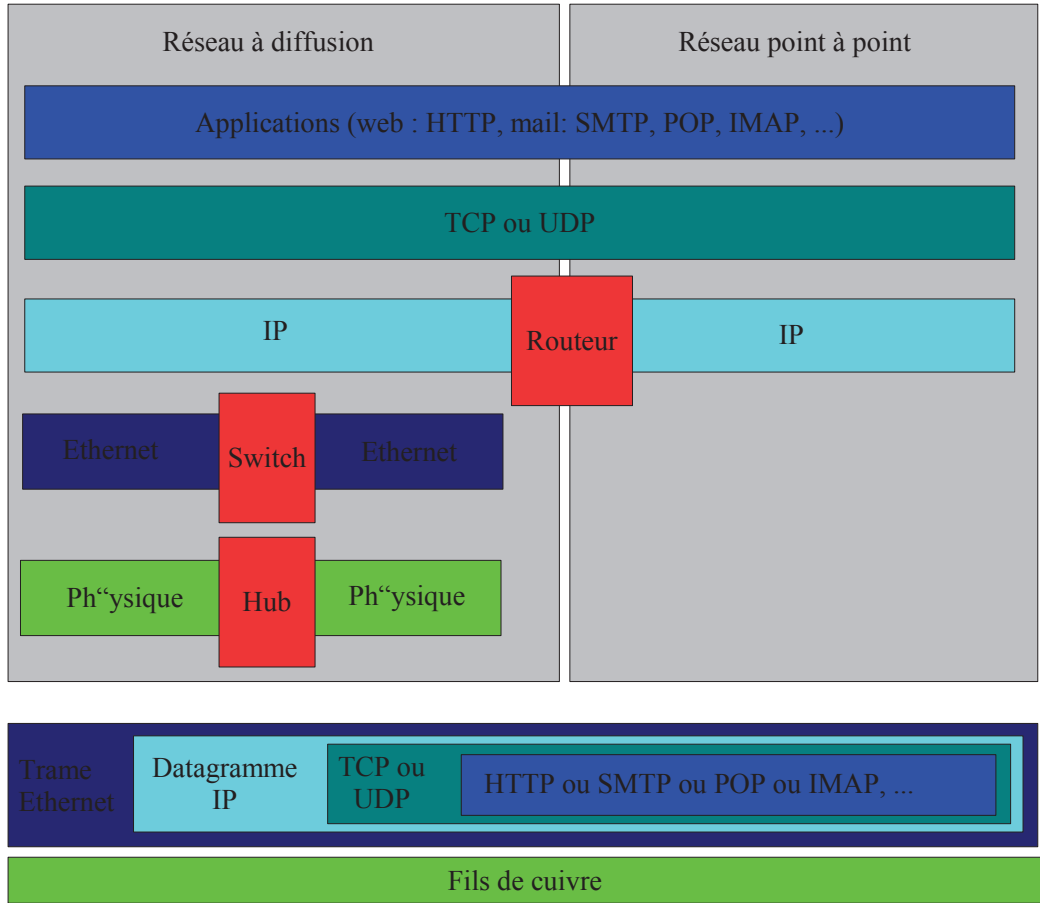 Réseau à diffusion
Réseau point à point
Applications (web : HTTP, mail: SMTP, POP, IMAP, ...)
TCP ou UDP
IP
Routeur
IP
Ethernet
Switch
Ethernet
Ph“ysique
Hub
Ph“ysique
Trame
Ethernet
Datagramme
IP
TCP ou
UDP
HTTP ou SMTP ou POP ou IMAP, ...
Fils de cuivre